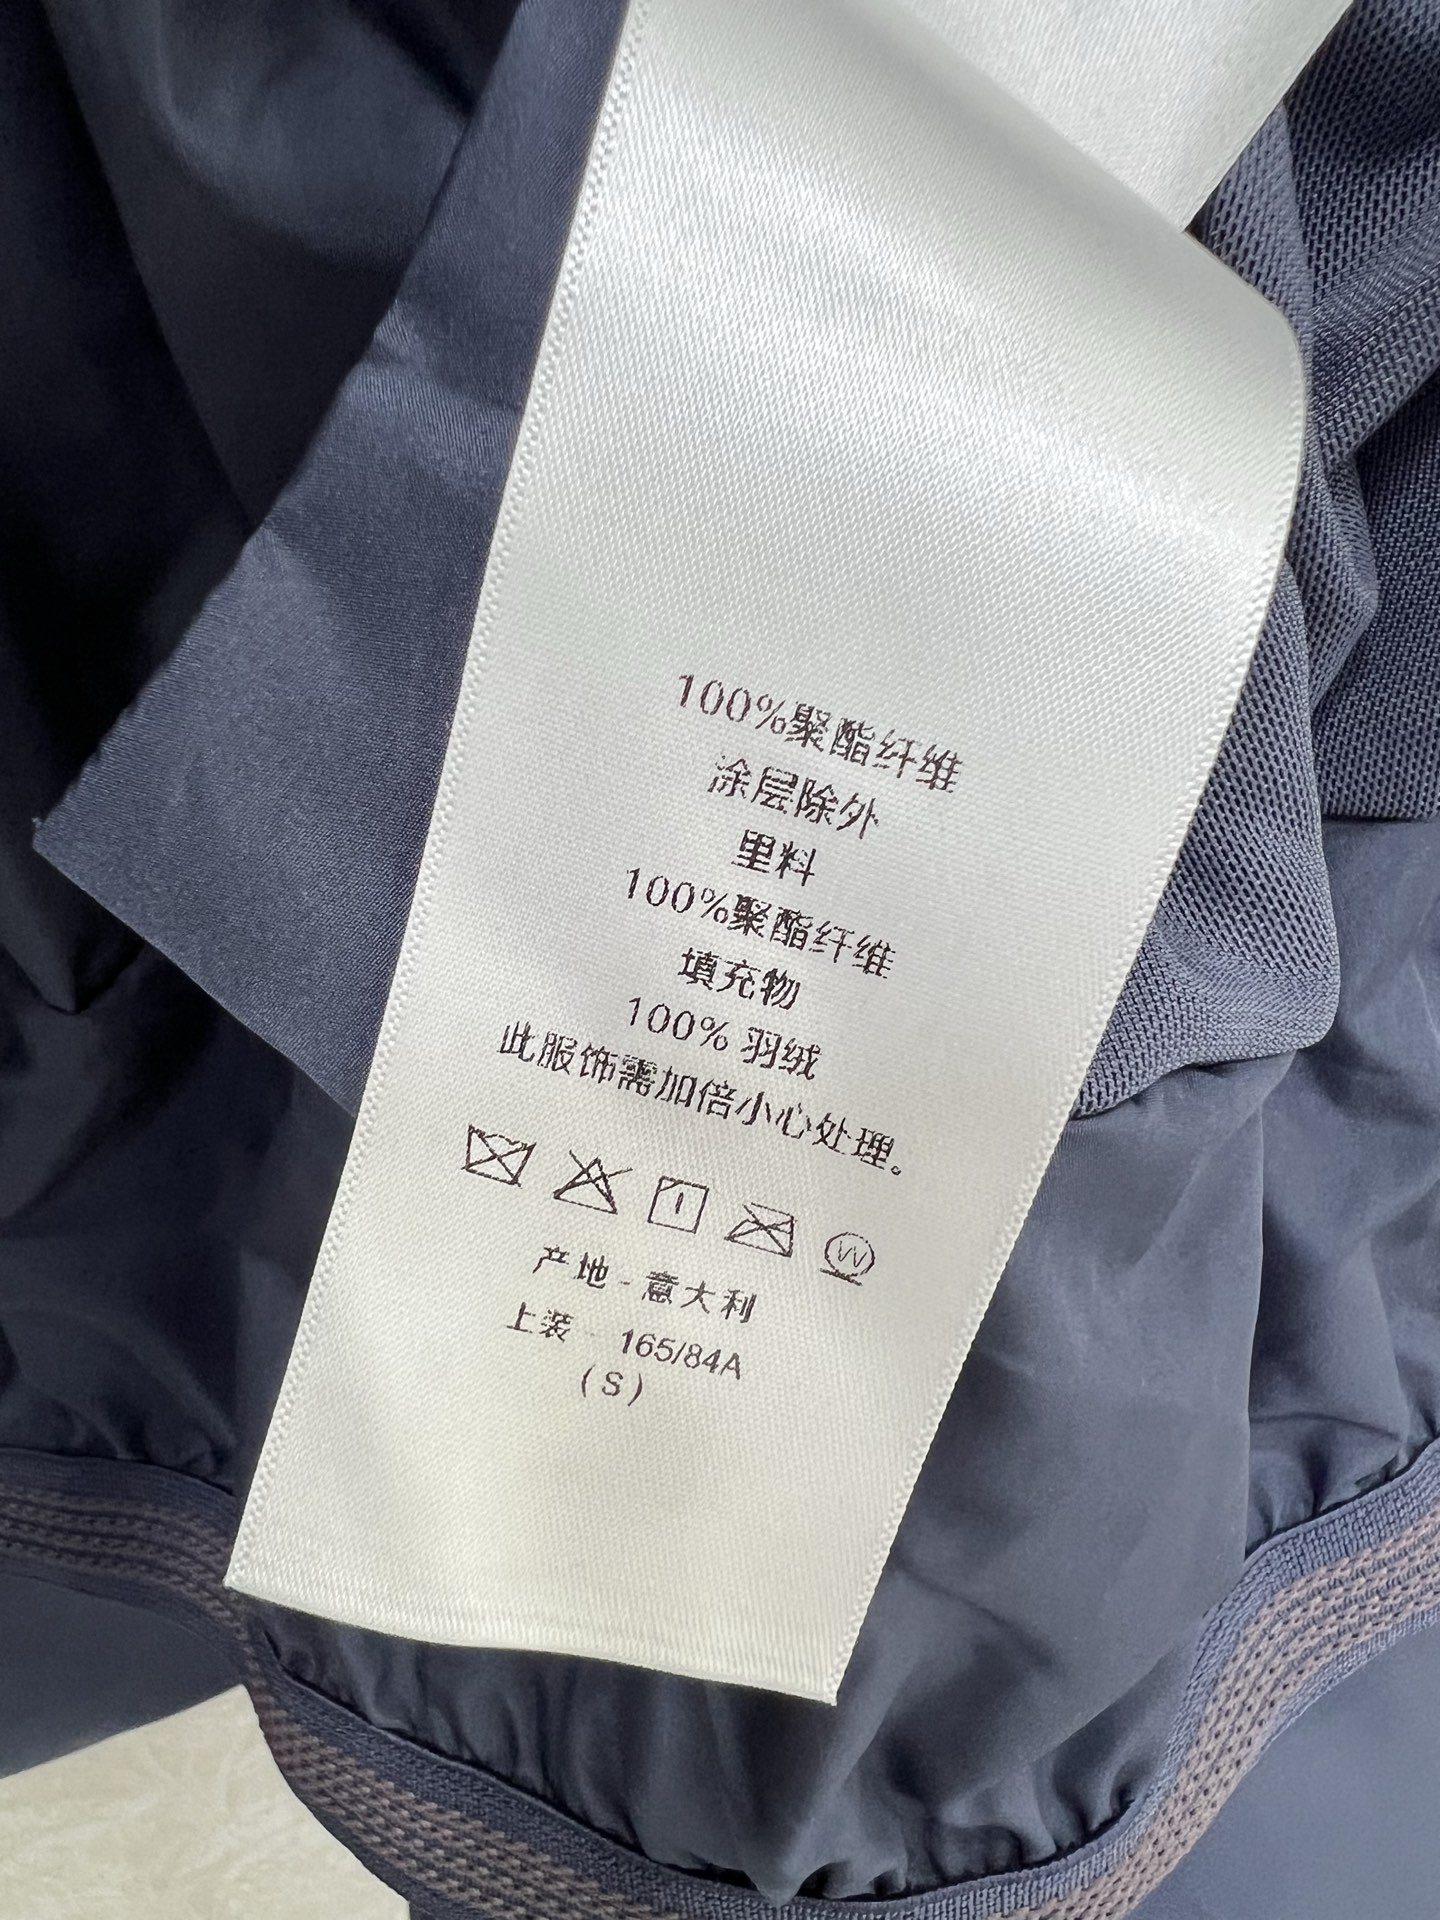 100%聚酯纤维
涂层除外
里料
100%聚酯纤维
填充物
100% 羽绒
此服饰需加倍小心处理。
W
产地 - 意大利
上装 - 165/84A
(S)